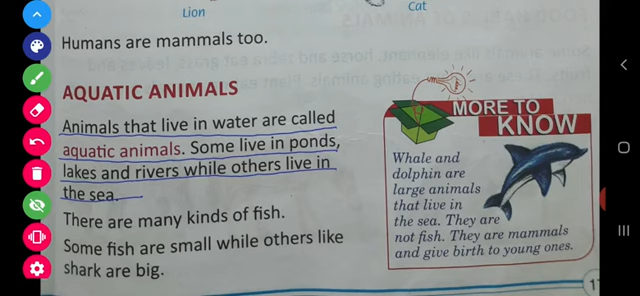 Lion
Cat
Humans are mammals too.
AQUATIC ANIMALS
Animals that live in water are called
aquatic animals. Some live in ponds,
lakes and rivers while others live in
the sea.
There are many kinds of fish.
Some fish are small while others like
shark are big.
MORE TO
KNOW
Whale and
dolphin are
large animals
that live in
the sea. They are
not fish. They are mammals
and give birth to young ones.